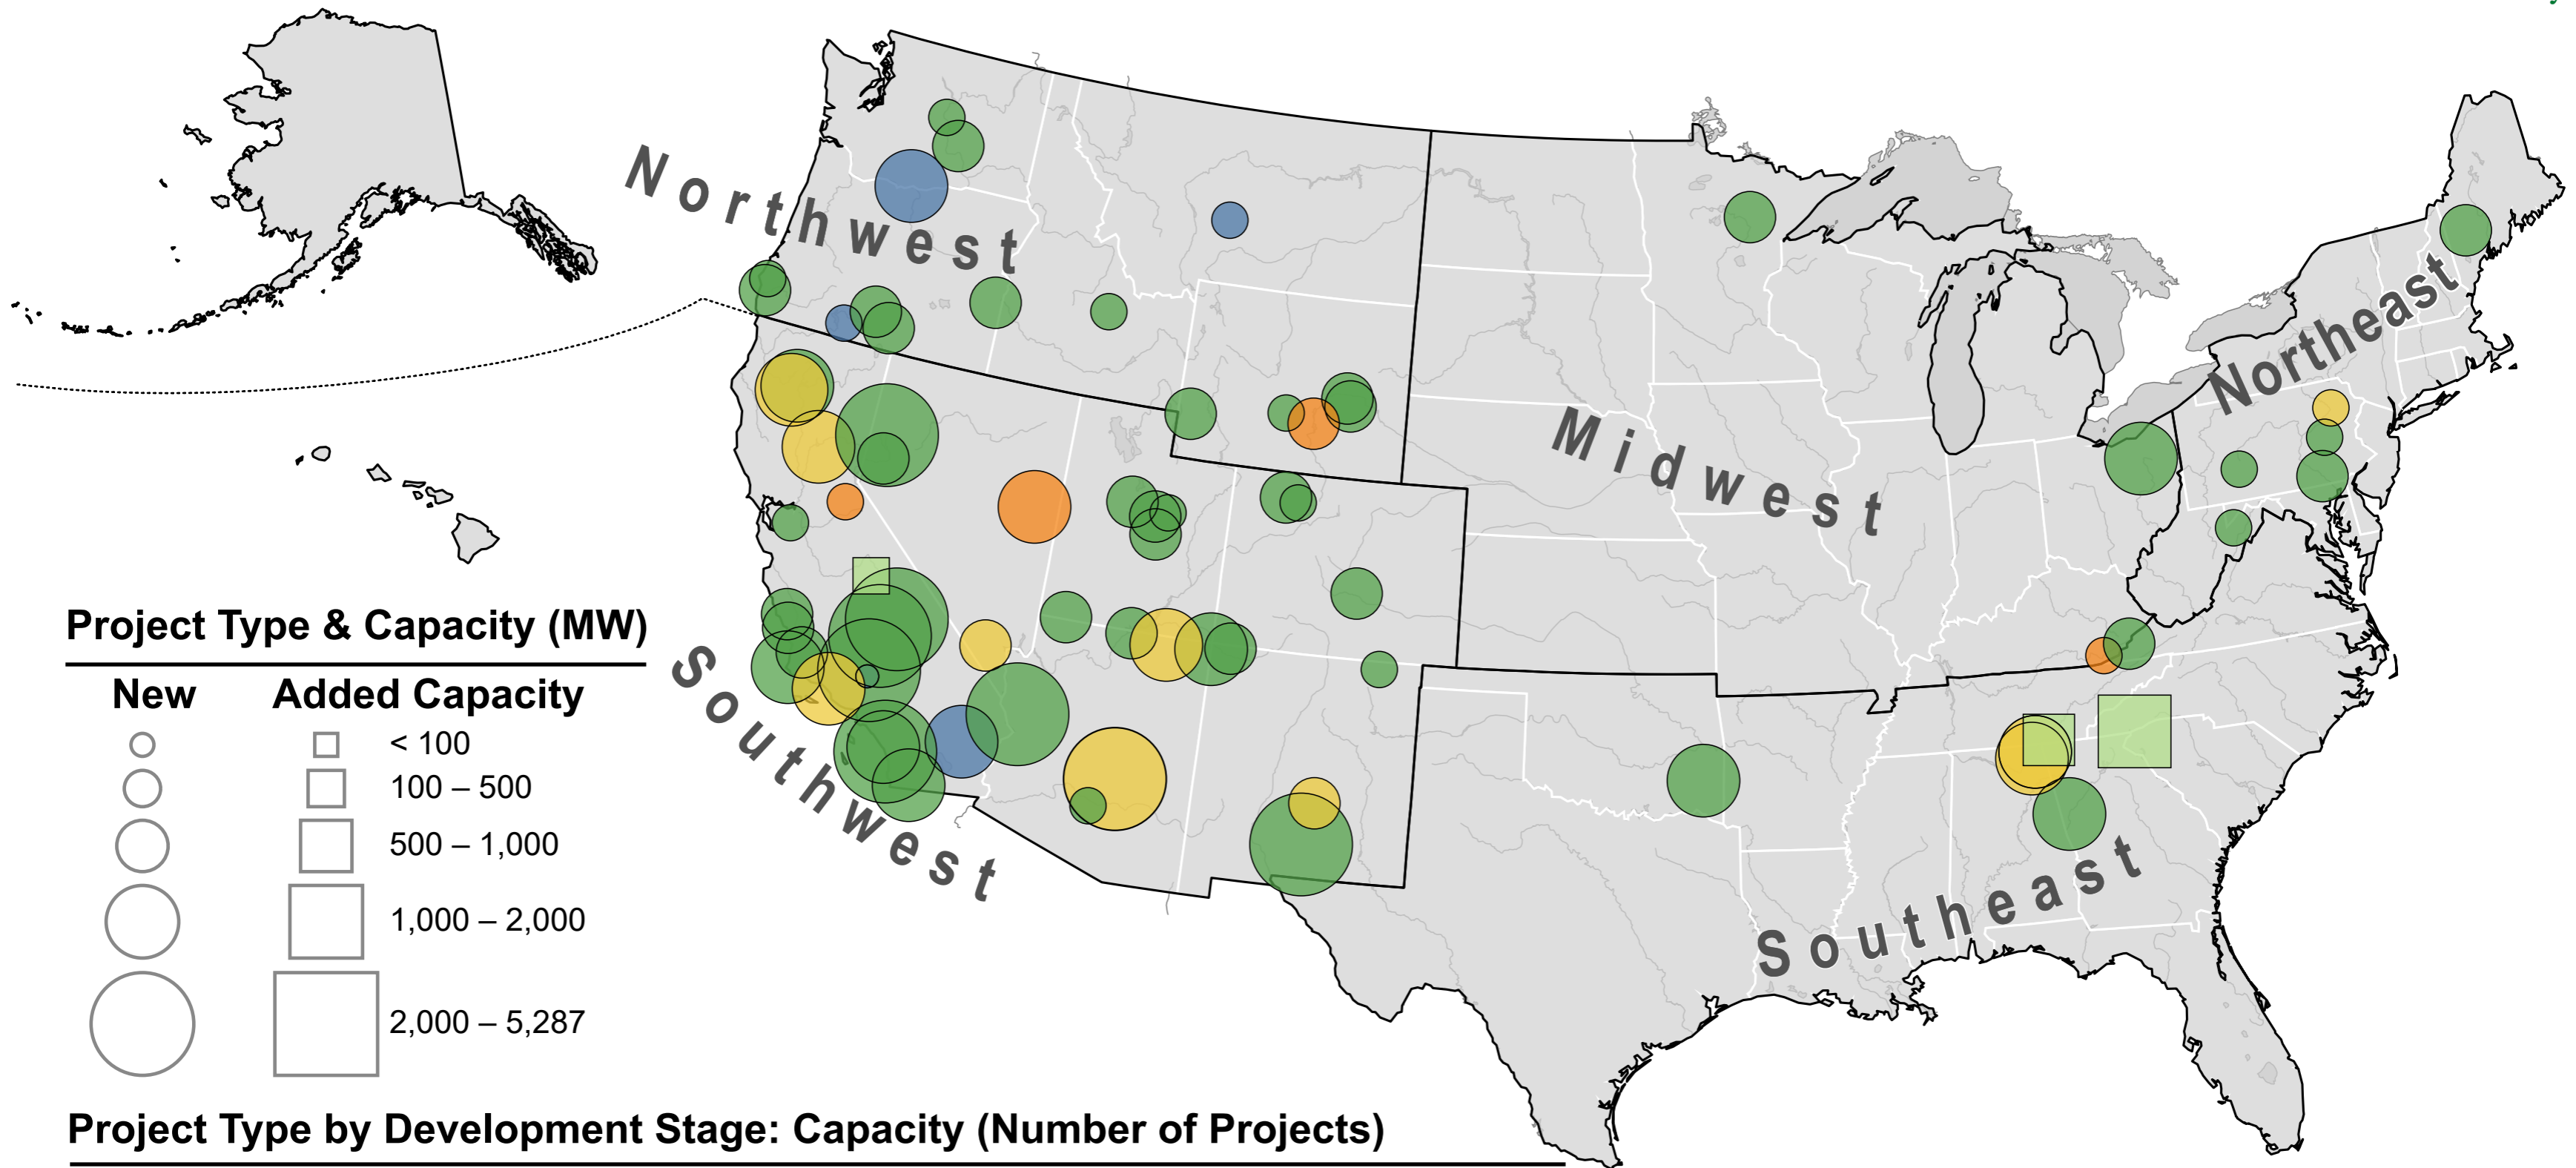 Northwest
Northeast
Midwest
Southwest
Southeast
Project Type & Capacity (MW)
New Added Capacity
< 100
100 – 500
500 – 1,000
1,000 – 2,000
2,000 – 5,287
Project Type by Development Stage: Capacity (Number of Projects)